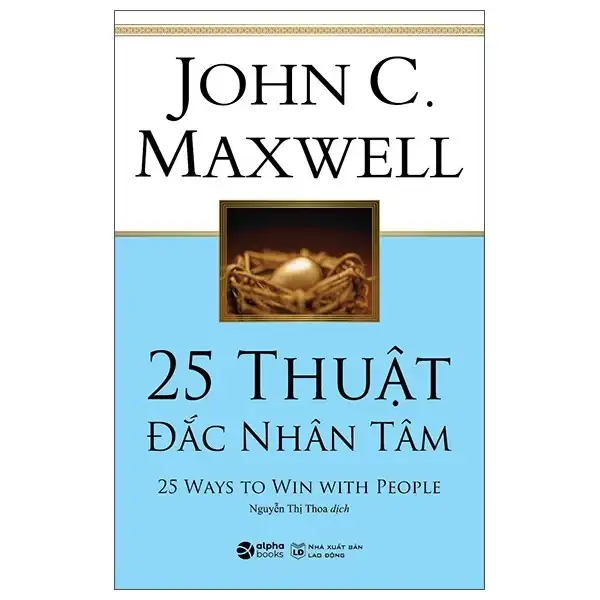 JOHN C.
MAXWELL
25 THUẬT
ĐẮC NHÂN TÂM
25 WAYS TO WIN WITH PEOPLE
Nguyễn Thị Thoa dịch
alpha
books
LĐ
NHÀ XUẤT BẢN
LAO ĐỘNG